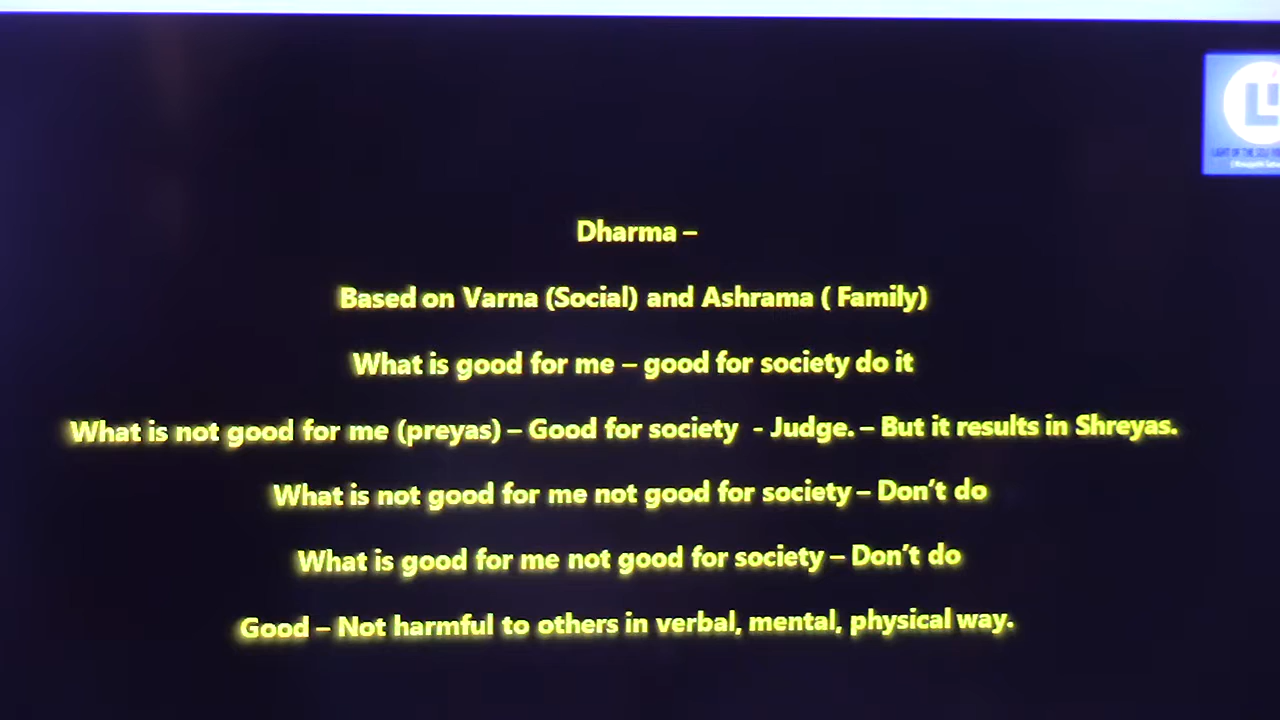 Dharma –
Based on Varna (Social) and Ashrama ( Family)
What is good for me – good for society do it
What is not good for me (preyas) – Good for society - Judge. – But it results in Shreyas.
What is not good for me not good for society – Don't do
What is good for me not good for society – Don't do
Good – Not harmful to others in verbal, mental, physical way.
LIGHT OF THE